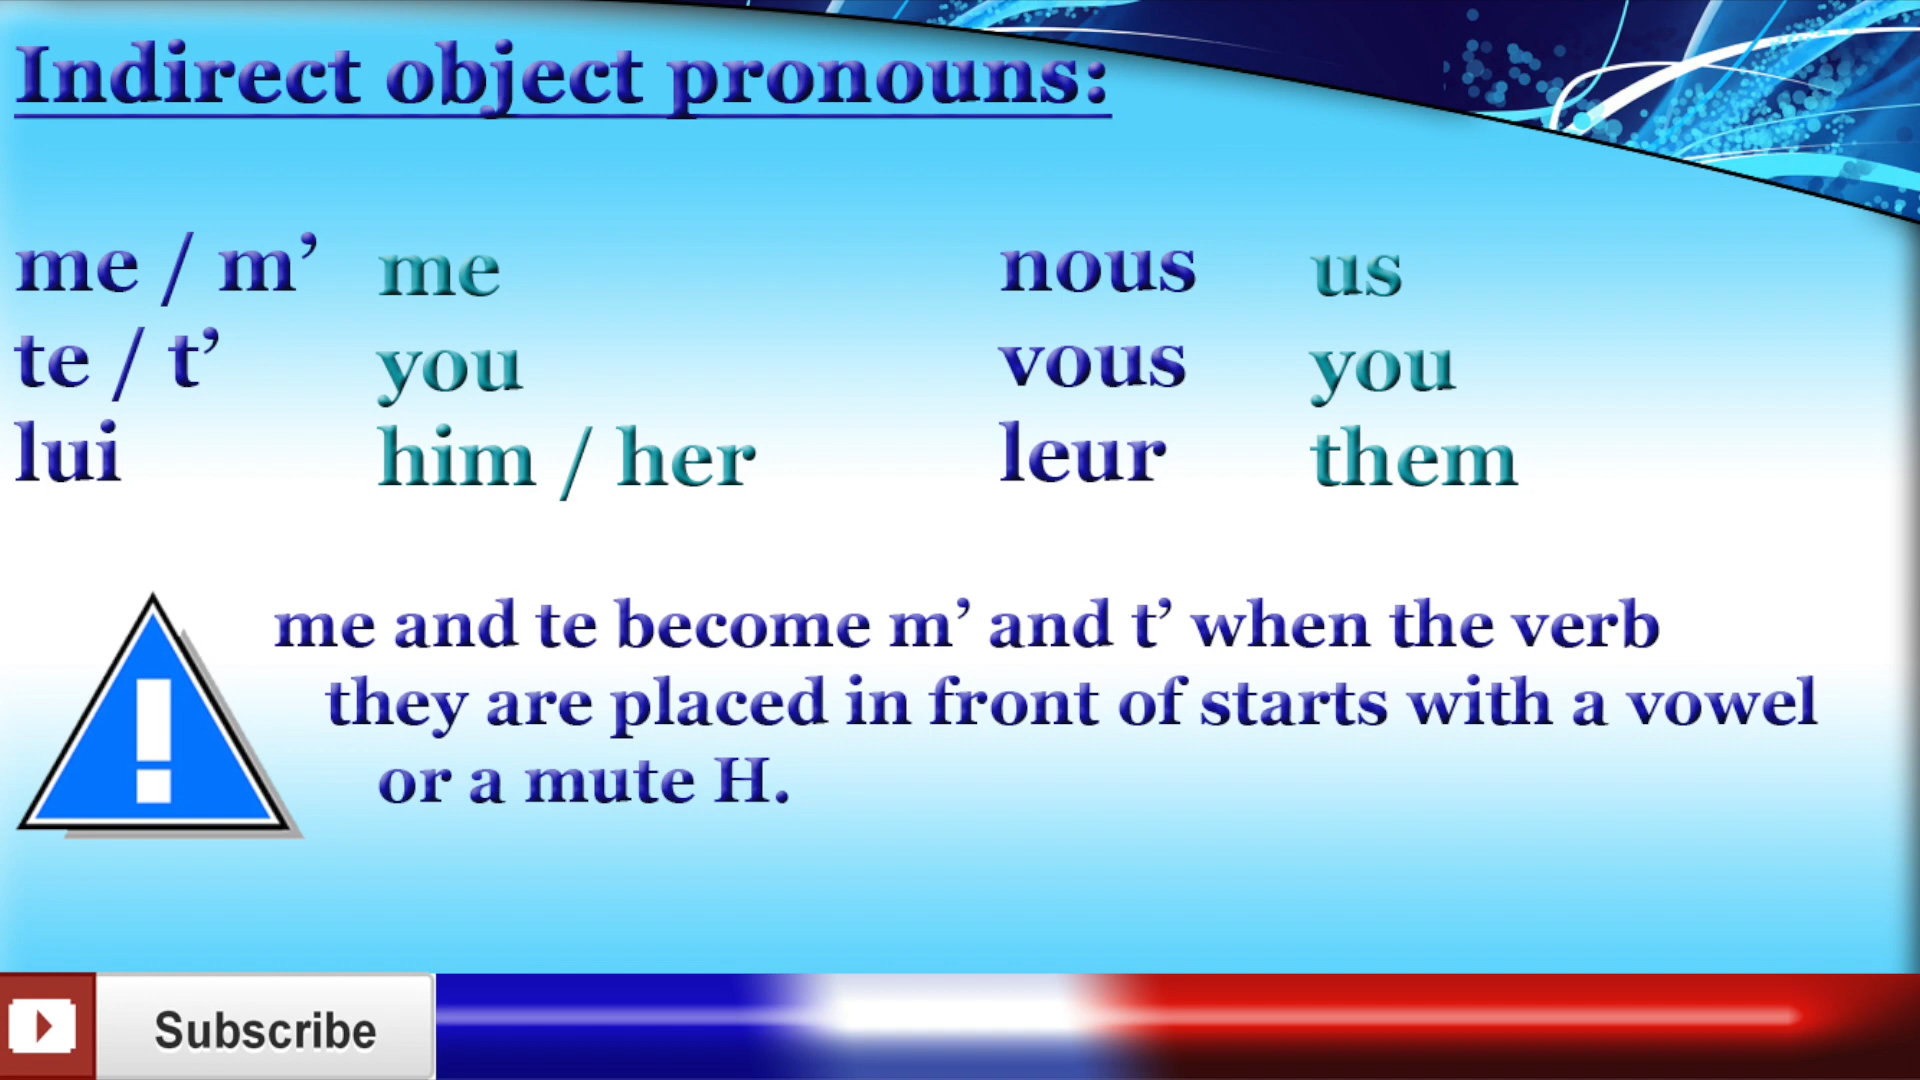 Indirect object pronouns:
me / m’ me nous us
te / t’ you vous you
lui him / her leur them
me and te become m’ and t’ when the verb
they are placed in front of starts with a vowel
or a mute H.
Subscribe